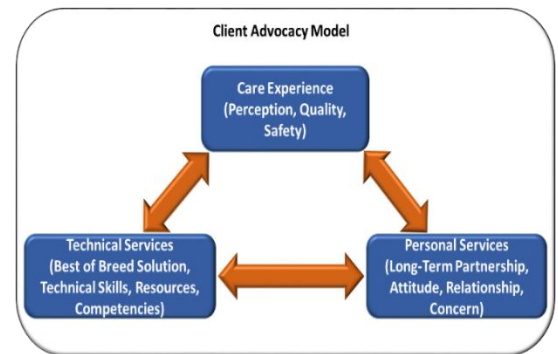 Client Advocacy Model
Care Experience
(Perception, Quality,
Safety)
Technical Services
(Best of Breed Solution,
Technical Skills, Resources,
Competencies)
Personal Services
(Long-Term Partnership,
Attitude, Relationship,
Concern)